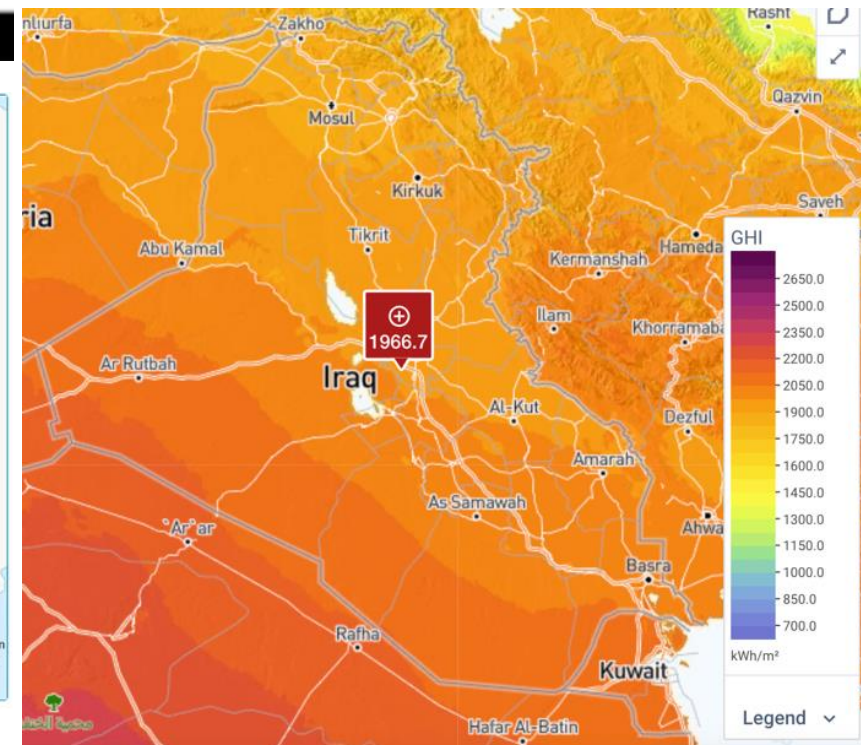 Zakho
Rasht
Qazvin
Mosul
Kirkuk
Saveh
ria
Tikrit
Abu Kamal
Kermanshah
GHI
2650.0
2500.0
2350.0
2200.0
2050.0
1900.0
1750.0
1600.0
1450.0
1300.0
1150.0
1000.0
850.0
700.0
kWh/m²
Legend
Hameda
1966.7
Ilam
Khorramaba
Ar Rutbah
Iraq
Al-Kut
Dezful
Amarah
As Samawah
`Ar`ar
Ahwa
Basra
Rafha
Kuwait
Hafar Al-Batin